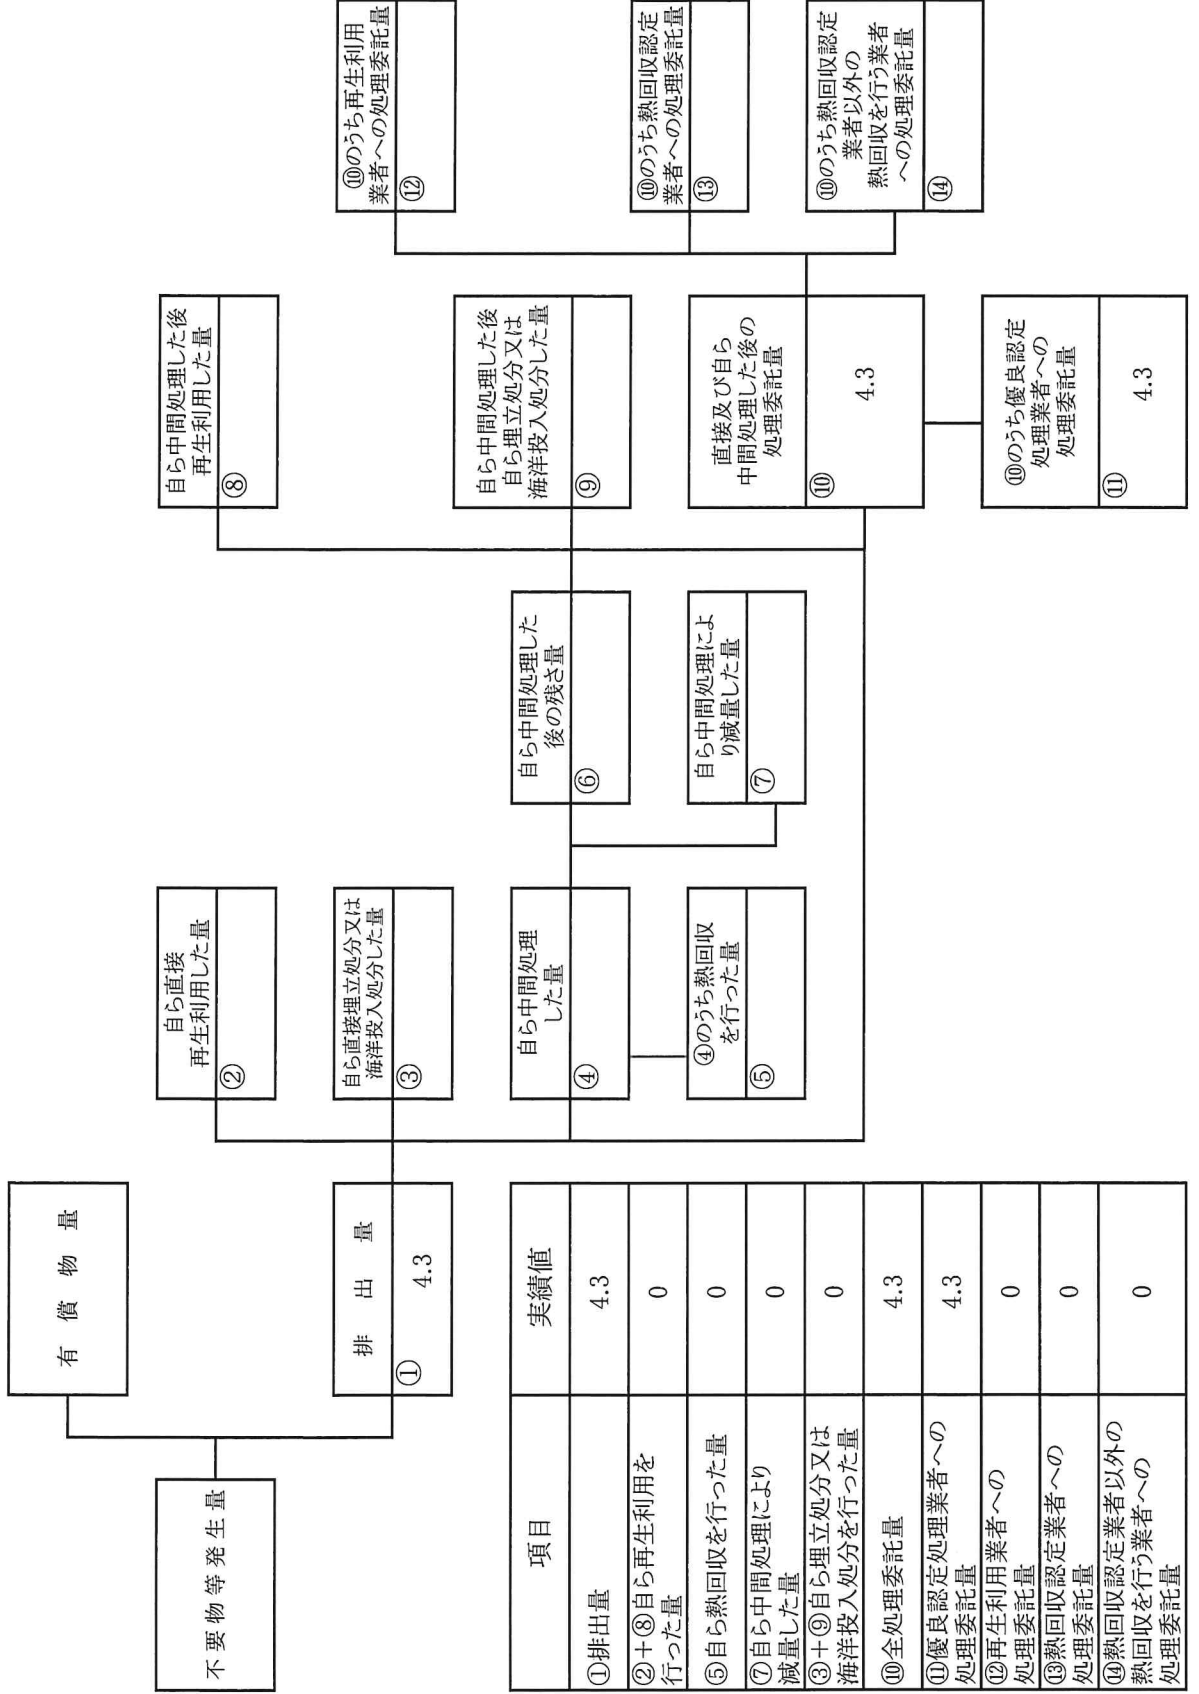 不要物等発生量
有償物量
排出量
①
4.3
自ら直接
再生利用した量
②
自ら直接埋立処分又は
海洋投入処分した量
③
自ら中間処理
した量
④
④のうち熱回収
を行った量
⑤
自ら中間処理した
後の残さ量
⑥
自ら中間処理によ
り減量した量
⑦
自ら中間処理した後
再生利用した量
⑧
自ら中間処理した後
自ら埋立処分又は
海洋投入処分した量
⑨
直接及び自ら
中間処理した後の
処理委託量
⑩
4.3
⑩のうち優良認定
処理業者への
処理委託量
⑪
4.3
⑩のうち再生利用
業者への処理委託量
⑫
⑩のうち熱回収認定
業者への処理委託量
⑬
⑩のうち熱回収認定
業者以外の
熱回収を行う業者
への処理委託量
⑭
項目 実績値
①排出量 4.3
②+⑧自ら再生利用を
行った量 0
⑤自ら熱回収を行った量 0
⑦自ら中間処理により
減量した量 0
③+⑨自ら埋立処分又は
海洋投入処分を行った量 0
⑩全処理委託量 4.3
⑪優良認定処理業者への
処理委託量 4.3
⑫再生利用業者への
処理委託量 0
⑬熱回収認定業者への
処理委託量 0
⑭熱回収認定業者以外の
熱回収を行う業者への
処理委託量 0